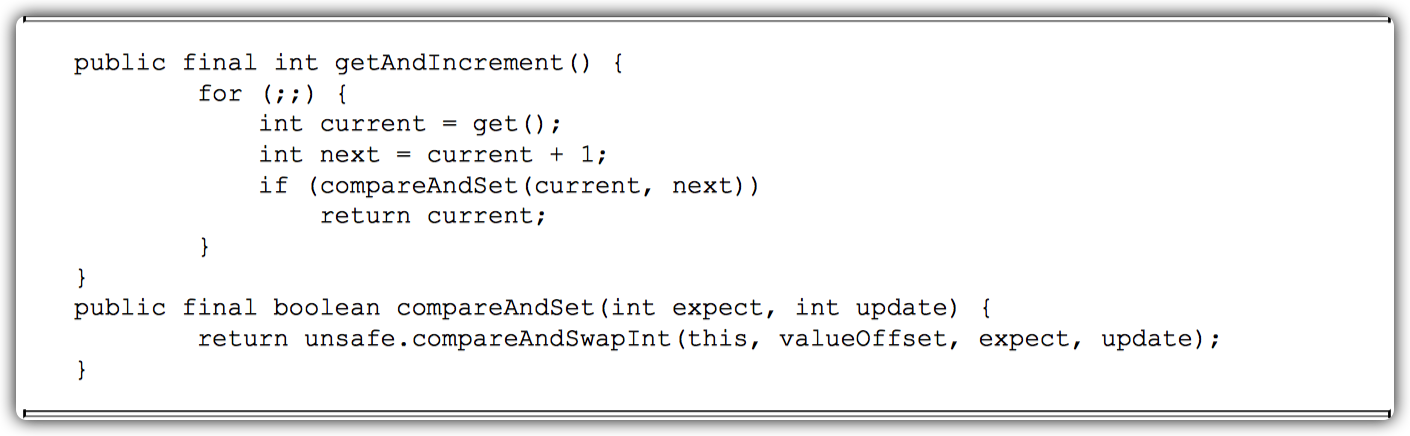 public final int getAndIncrement() {
        for (;;) {
            int current = get();
            int next = current + 1;
            if (compareAndSet(current, next))
                return current;
        }
}
public final boolean compareAndSet(int expect, int update) {
        return unsafe.compareAndSwapInt(this, valueOffset, expect, update);
}